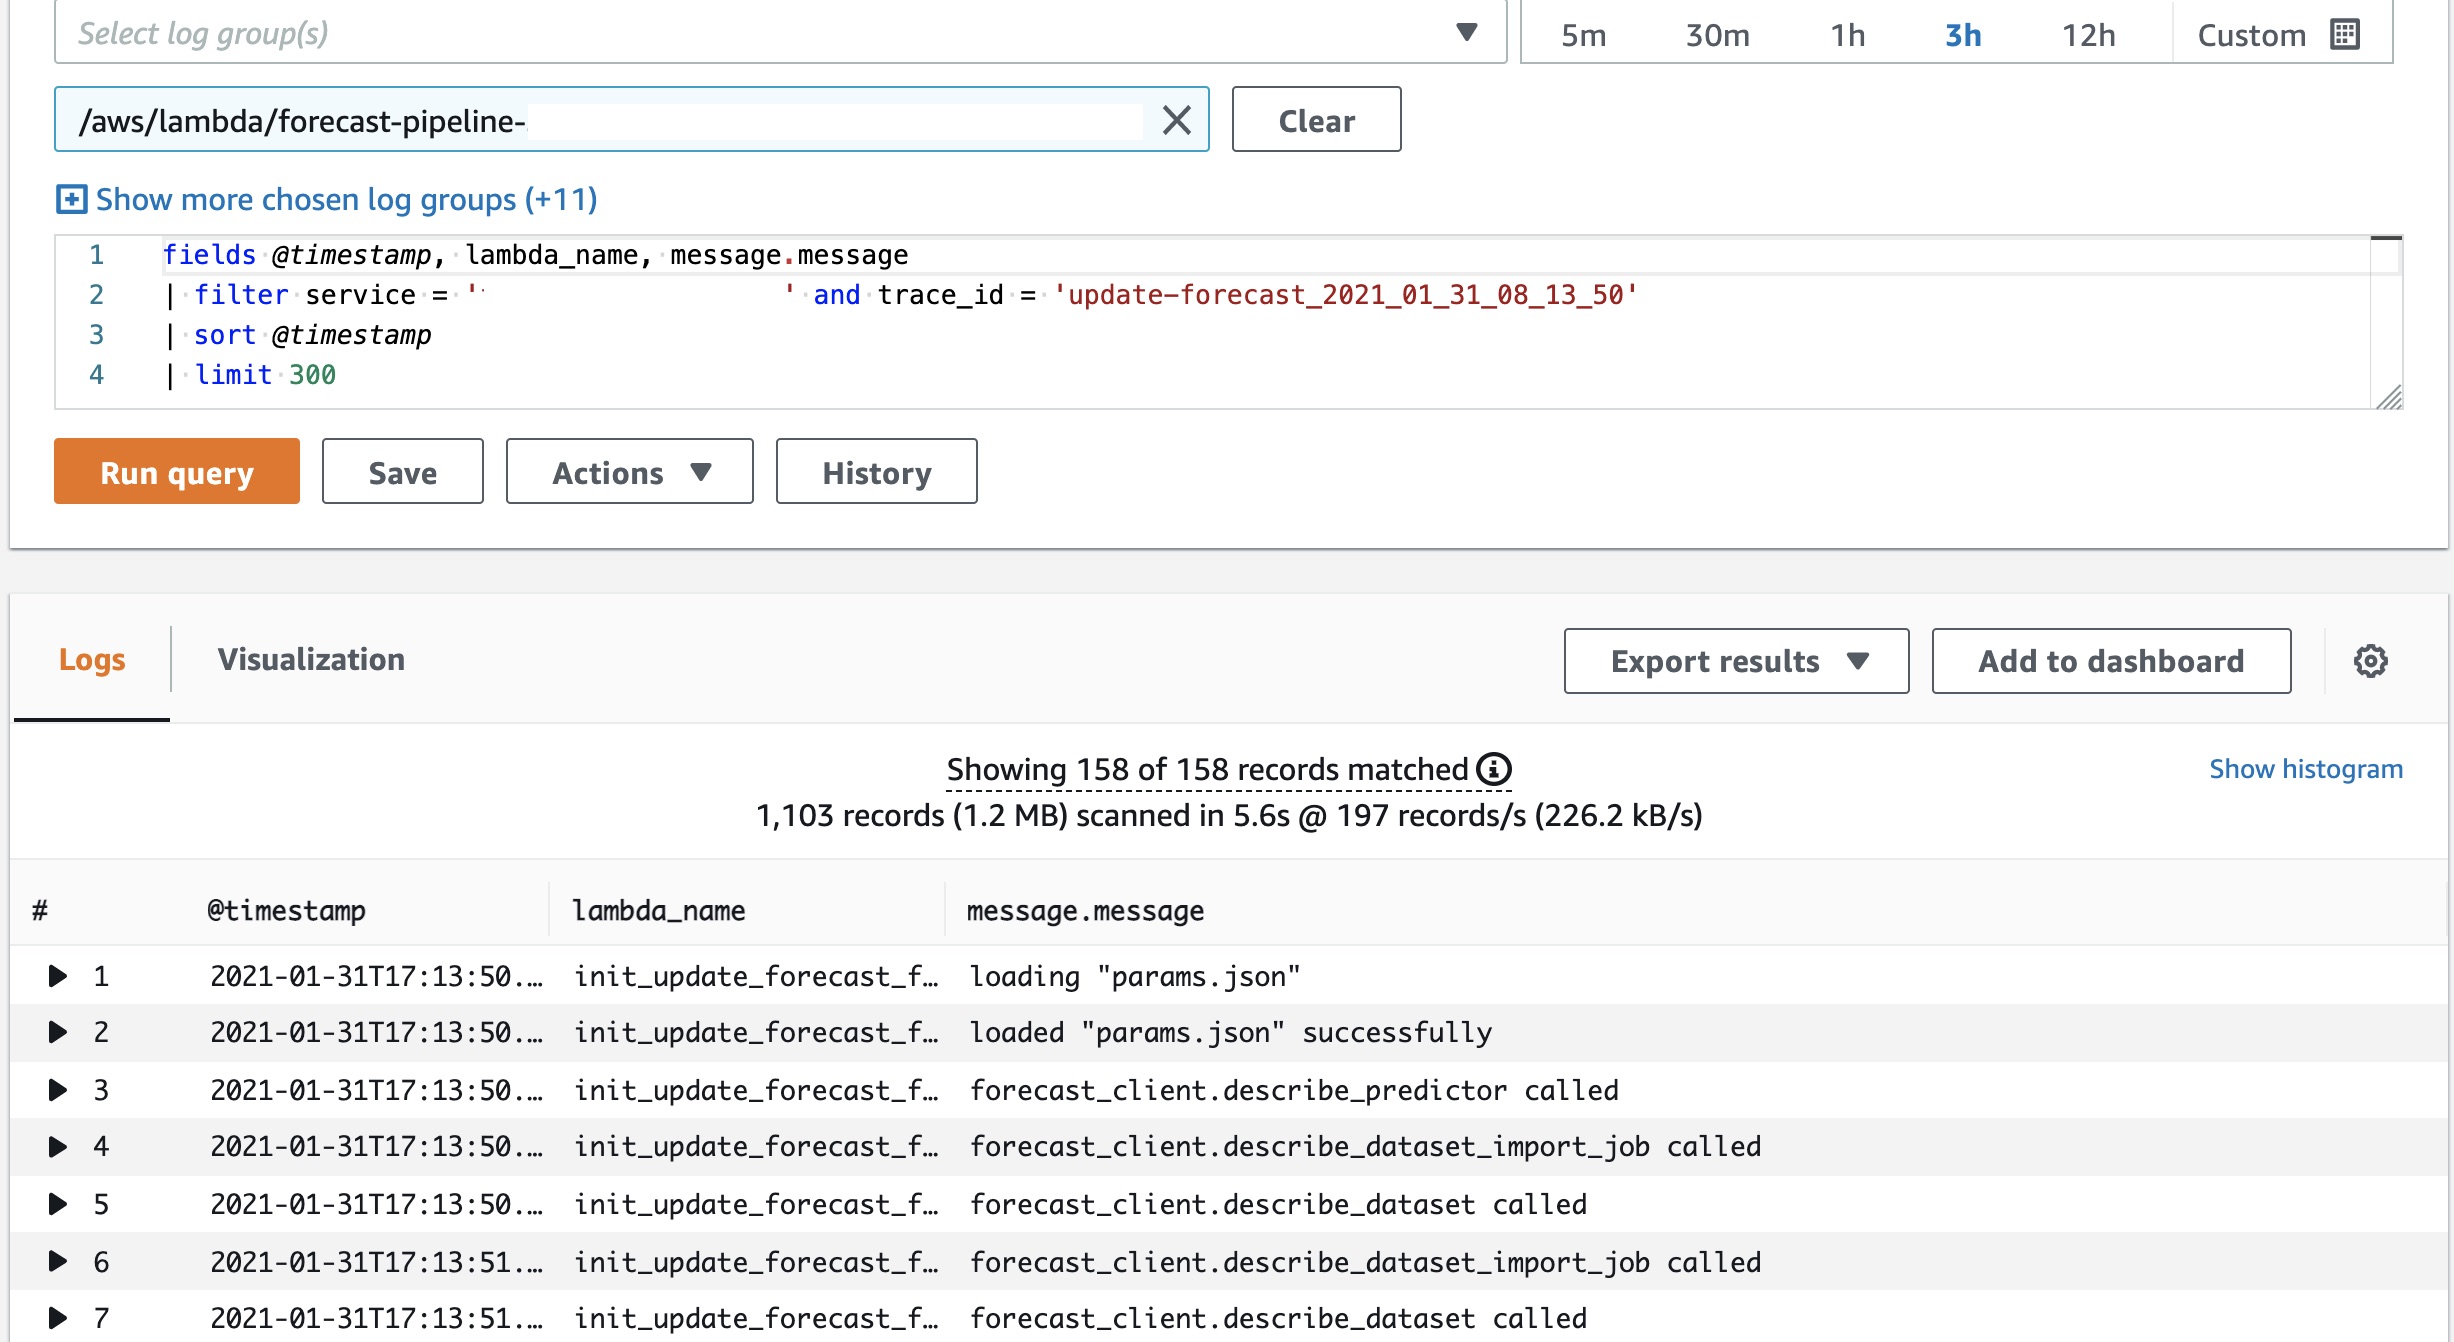 Select log group(s)
5m 30m 1h 3h 12h Custom
/aws/lambda/forecast-pipeline-
Clear
Show more chosen log groups (+11)
1 fields @timestamp, lambda_name, message.message
2 | filter service = ' ' and trace_id = 'update-forecast_2021_01_31_08_13_50'
3 | sort @timestamp
4 | limit 300
Run query Save Actions History
Logs Visualization Export results Add to dashboard
Showing 158 of 158 records matched
Show histogram
1,103 records (1.2 MB) scanned in 5.6s @ 197 records/s (226.2 kB/s)
# @timestamp lambda_name message.message
1 2021-01-31T17:13:50.… init_update_forecast_f… loading "params.json"
2 2021-01-31T17:13:50.… init_update_forecast_f… loaded "params.json" successfully
3 2021-01-31T17:13:50.… init_update_forecast_f… forecast_client.describe_predictor called
4 2021-01-31T17:13:50.… init_update_forecast_f… forecast_client.describe_dataset_import_job called
5 2021-01-31T17:13:50.… init_update_forecast_f… forecast_client.describe_dataset called
6 2021-01-31T17:13:51.… init_update_forecast_f… forecast_client.describe_dataset_import_job called
7 2021-01-31T17:13:51.… init_update_forecast_f… forecast_client.describe_dataset called